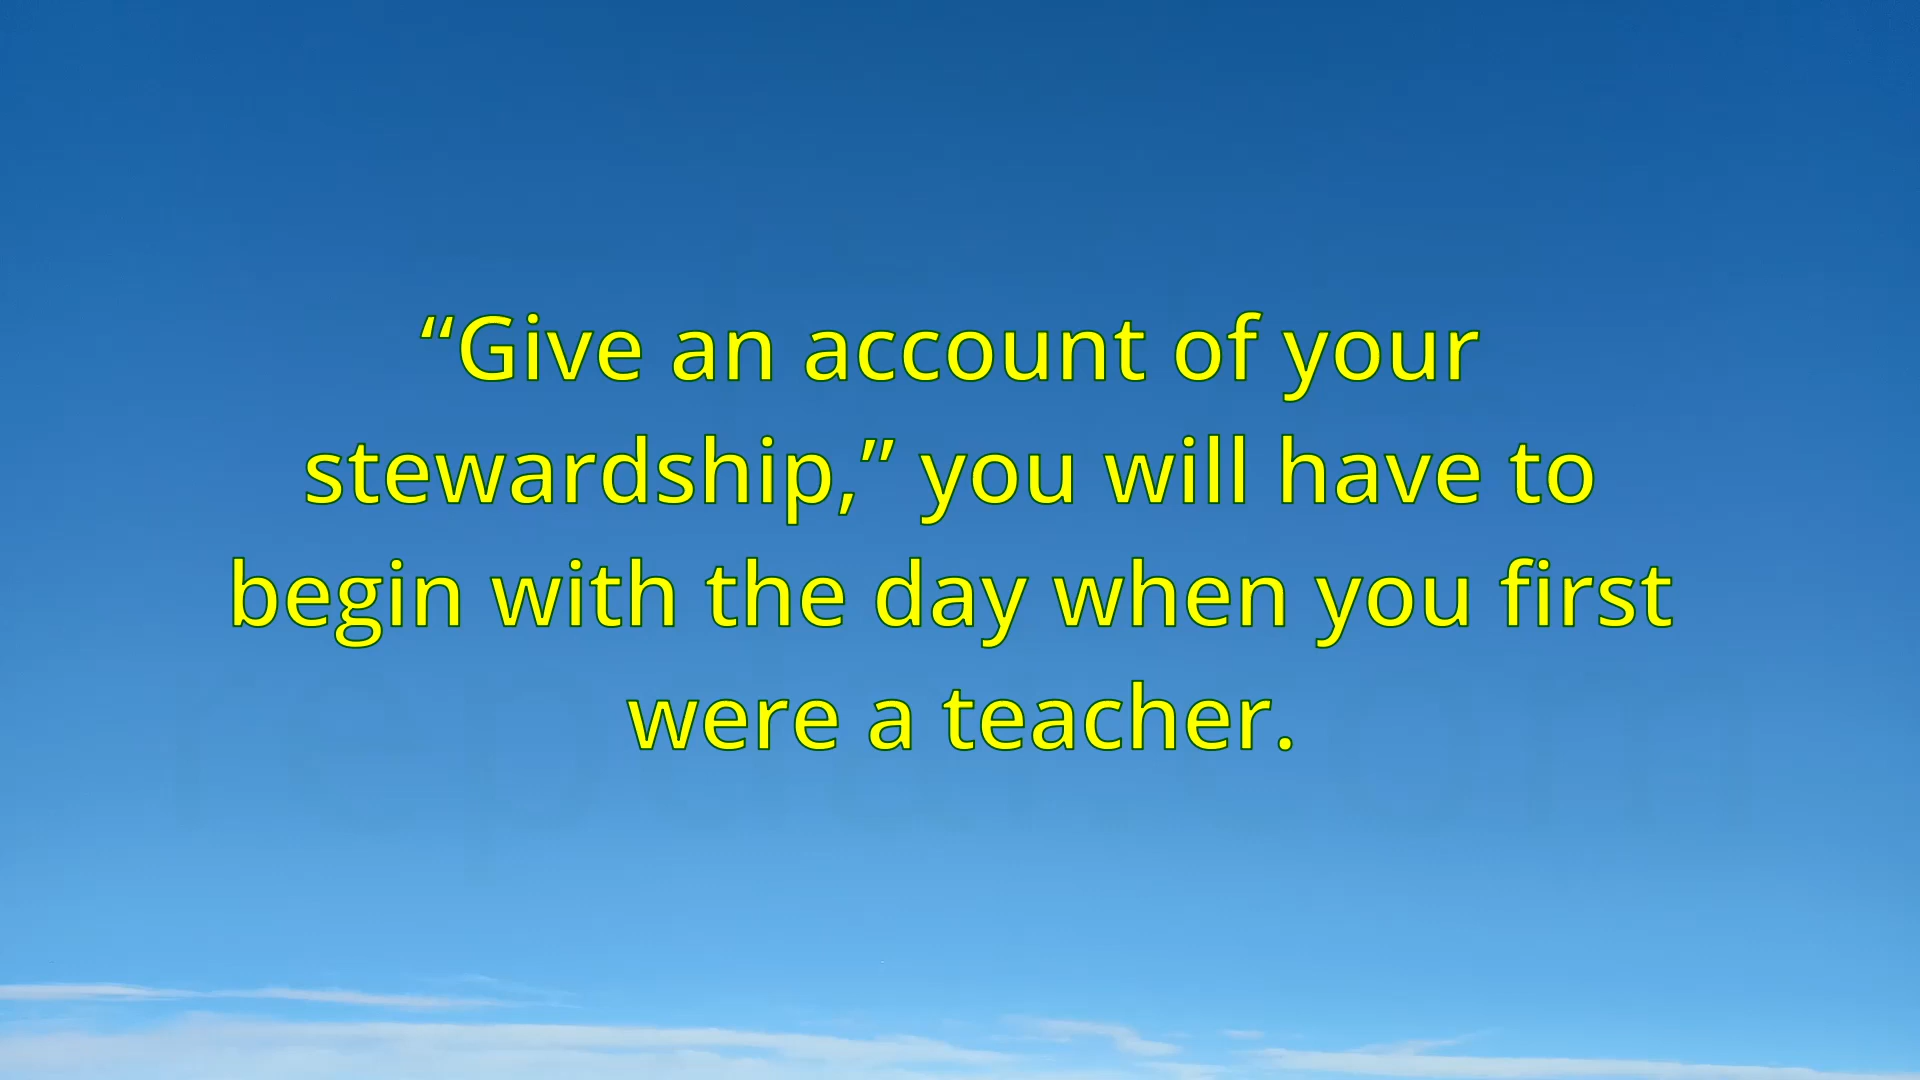 “Give an account of your
stewardship,” you will have to
begin with the day when you first
were a teacher.